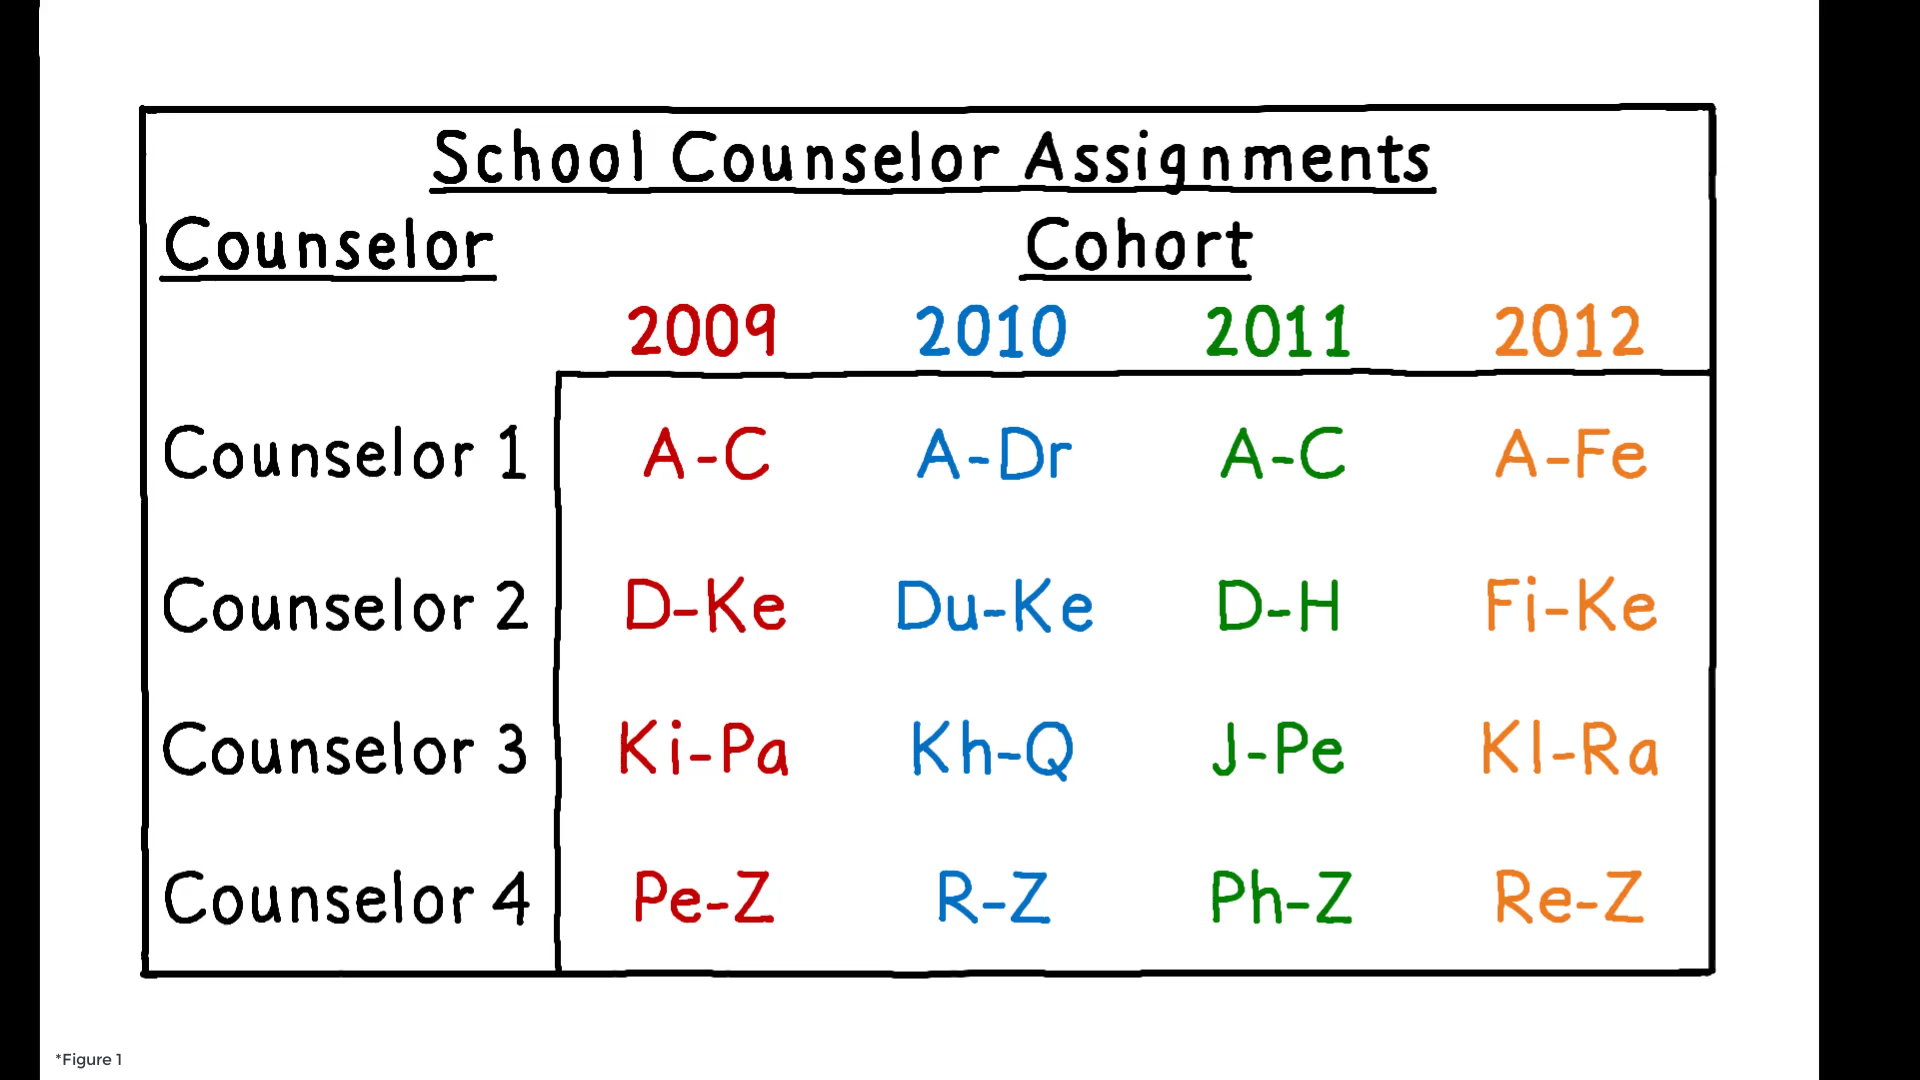 School Counselor Assignments
Counselor Cohort
2009 2010 2011 2012
Counselor 1 A-C A-Dr A-C A-Fe
Counselor 2 D-Ke Du-Ke D-H Fi-Ke
Counselor 3 Ki-Pa Kh-Q J-Pe Kl-Ra
Counselor 4 Pe-Z R-Z Ph-Z Re-Z
*Figure 1